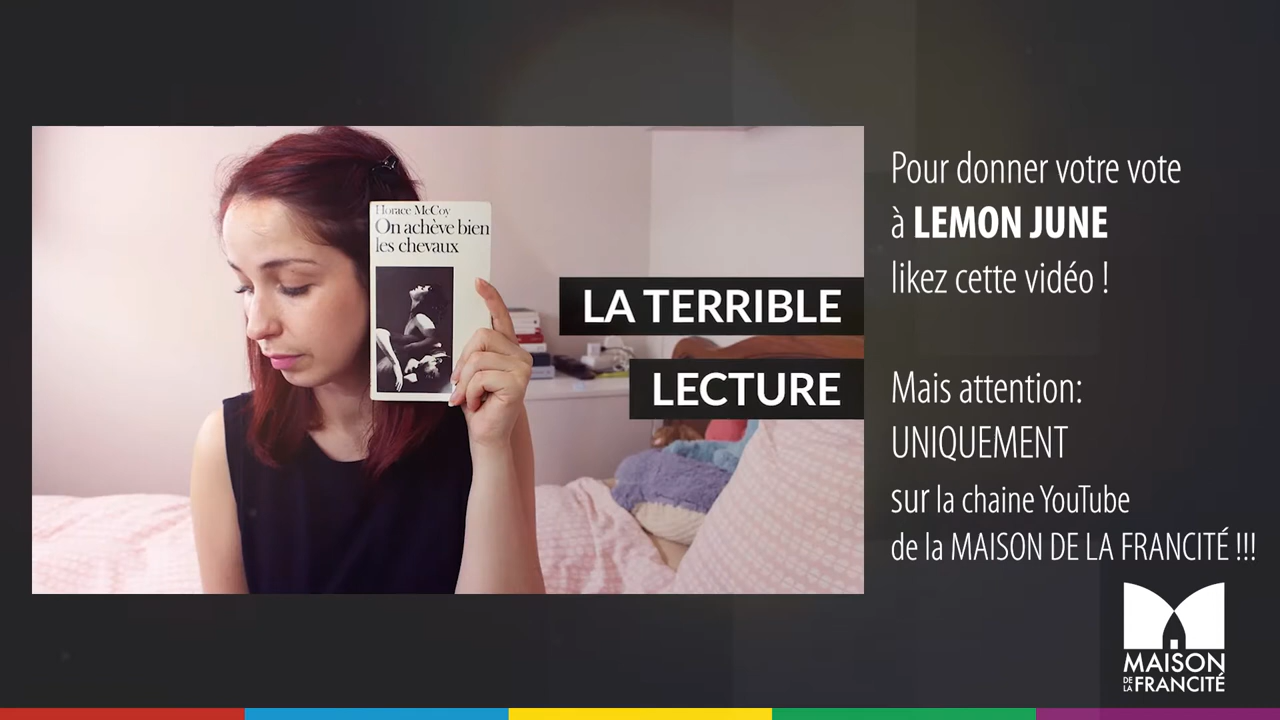 Horace McCoy
On achève bien
les chevaux
LA TERRIBLE
LECTURE
Pour donner votre vote
à LEMON JUNE
likez cette vidéo !
Mais attention:
UNIQUEMENT
sur la chaine YouTube
de la MAISON DE LA FRANCITÉ !!!
MAISON
DE LA FRANCITÉ